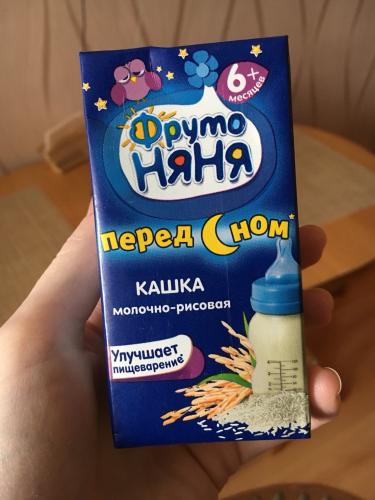 6+
месяцев
Фруто
няня
перед сном*
КАШКА
молочно-рисовая
Улучшает
пищеварение*